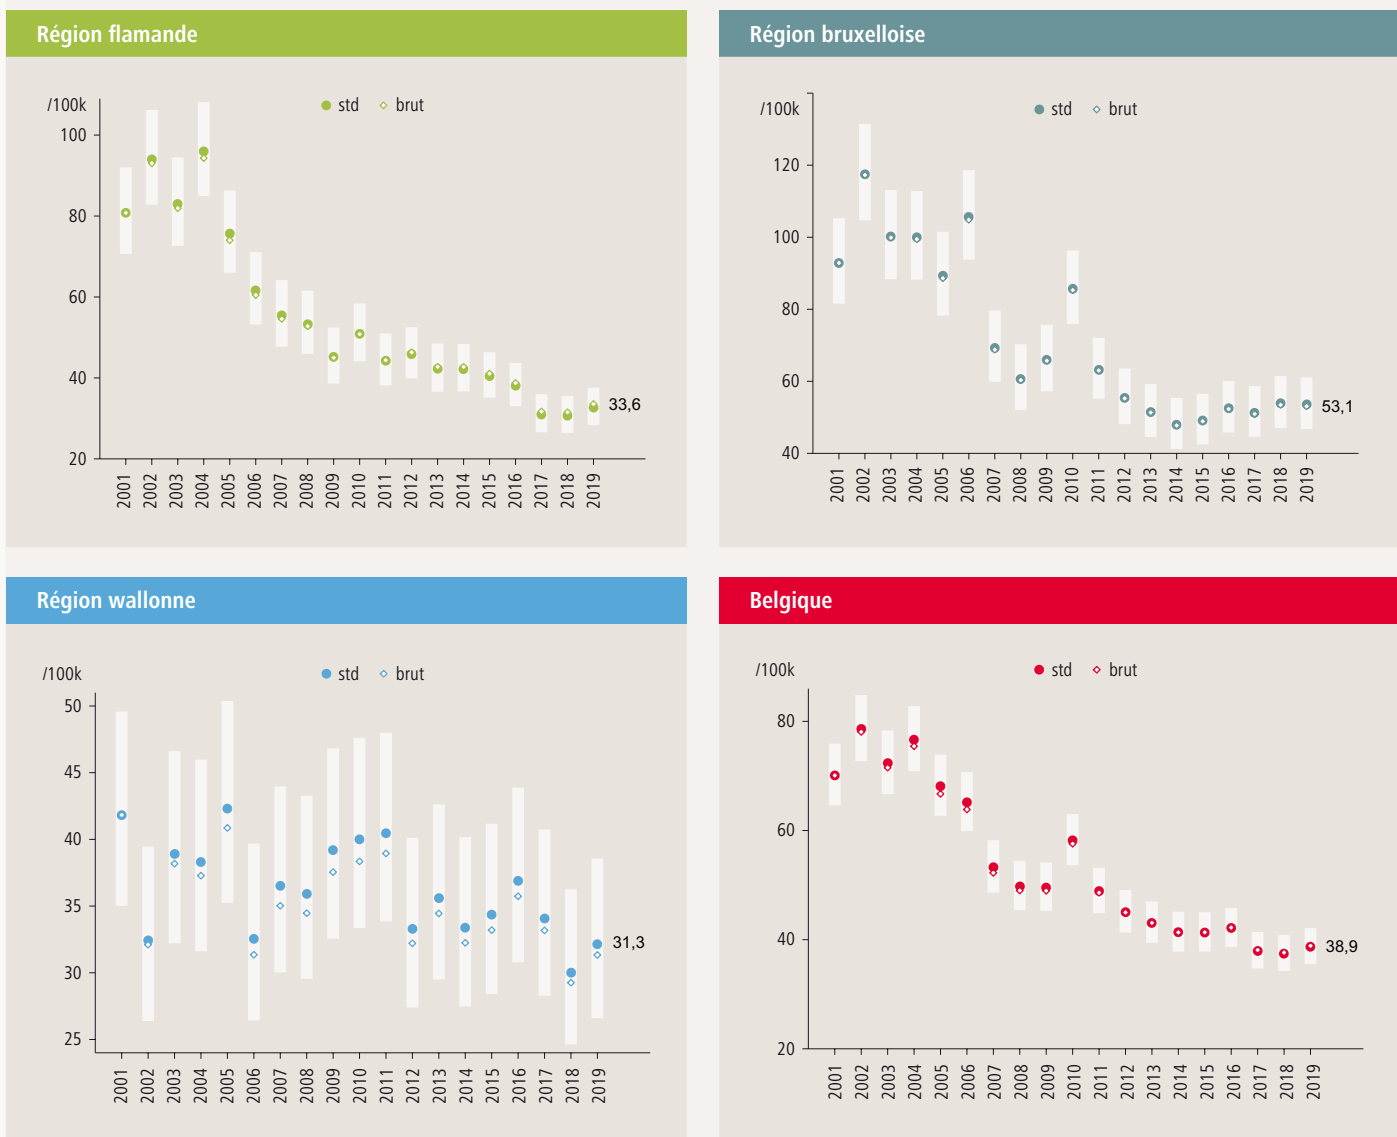 Région flamande
/100k
std
brut
100
80
60
40
20
33,6
2001 2002 2003 2004 2005 2006 2007 2008 2009 2010 2011 2012 2013 2014 2015 2016 2017 2018 2019
Région bruxelloise
/100k
std
brut
120
100
80
60
40
53,1
2001 2002 2003 2004 2005 2006 2007 2008 2009 2010 2011 2012 2013 2014 2015 2016 2017 2018 2019
Région wallonne
/100k
std
brut
50
45
40
35
30
25
31,3
2001 2002 2003 2004 2005 2006 2007 2008 2009 2010 2011 2012 2013 2014 2015 2016 2017 2018 2019
Belgique
/100k
std
brut
80
60
40
20
38,9
2001 2002 2003 2004 2005 2006 2007 2008 2009 2010 2011 2012 2013 2014 2015 2016 2017 2018 2019